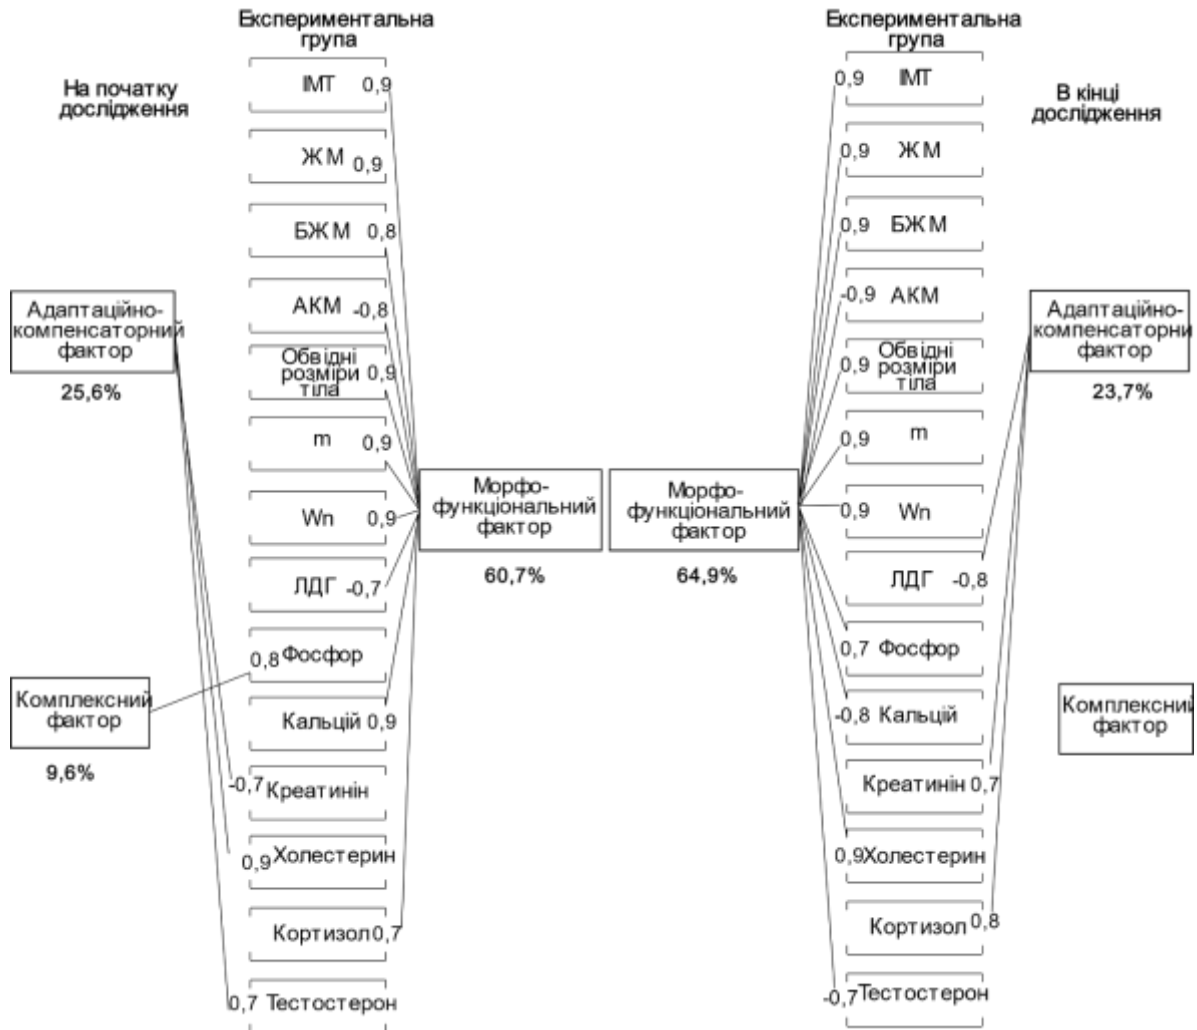 Експериментальна
група
На початку
дослідження
ІМТ 0,9
ЖМ 0,9
БЖМ 0,8
АКМ -0,8
Обвідні
розміри 0,9
тіла
m 0,9
Wn 0,9
ЛДГ -0,7
0,8 Фосфор
Кальцій 0,9
-0,7 Креатинін
0,9 Холестерин
Кортизол 0,7
0,7 Тестостерон
Адаптаційно-
компенсаторний
фактор
25,6%
Комплексний
фактор
9,6%
Морфо-
функціональний
фактор
60,7%
Морфо-
функціональний
фактор
64,9%
Експериментальна
група
В кінці
дослідження
0,9 ІМТ
0,9 ЖМ
0,9 БЖМ
-0,9 АКМ
Обвідні
0,9 розміри
тіла
0,9 m
0,9 Wn
ЛДГ -0,8
0,7 Фосфор
-0,8 Кальцій
Креатинін 0,7
0,9 Холестерин
Кортизол 0,8
-0,7 Тестостерон
Адаптаційно-
компенсаторни
фактор
23,7%
Комплексний
фактор